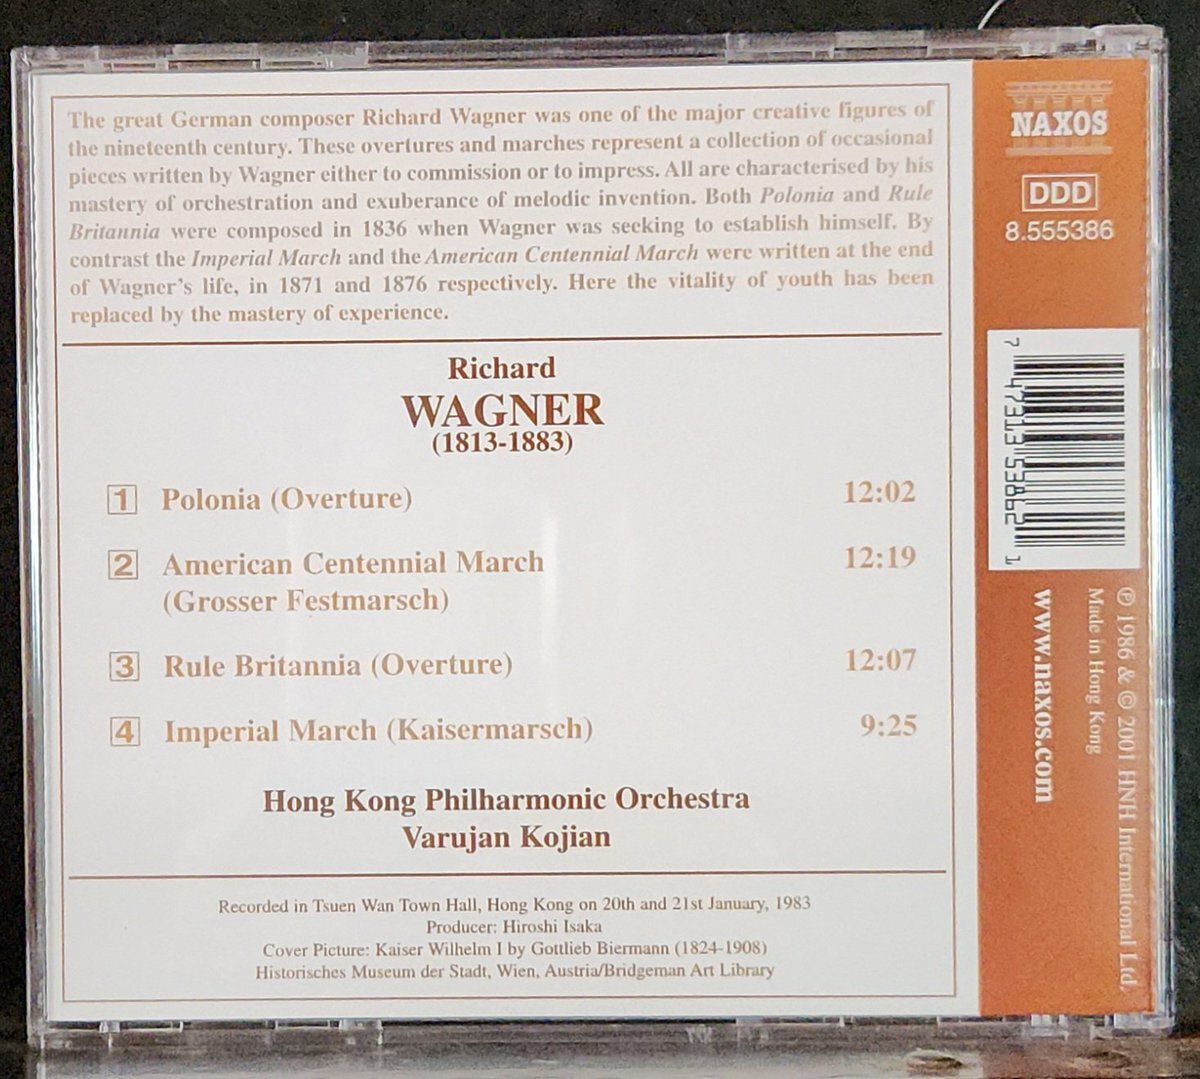 The great German composer Richard Wagner was one of the major creative figures of
the nineteenth century. These overtures and marches represent a collection of occasional
pieces written by Wagner either to commission or to impress. All are characterised by his
mastery of orchestration and exuberance of melodic invention. Both Polonia and Rule
Britannia were composed in 1836 when Wagner was seeking to establish himself. By
contrast the Imperial March and the American Centennial March were written at the end
of Wagner's life, in 1871 and 1876 respectively. Here the vitality of youth has been
replaced by the mastery of experience.
Richard
WAGNER
(1813-1883)
1 Polonia (Overture) 12:02
2 American Centennial March 12:19
(Grosser Festmarsch)
3 Rule Britannia (Overture) 12:07
4 Imperial March (Kaisermarsch) 9:25
Hong Kong Philharmonic Orchestra
Varujan Kojian
Recorded in Tsuen Wan Town Hall, Hong Kong on 20th and 21st January, 1983
Producer: Hiroshi Isaka
Cover Picture: Kaiser Wilhelm I by Gottlieb Biermann (1824-1908)
Historisches Museum der Stadt, Wien, Austria/Bridgeman Art Library
NAXOS
DDD
8.555386
7 47313 53862 1
www.naxos.com
℗ 1986 & © 2001 HNH International Ltd.
Made in Hong Kong